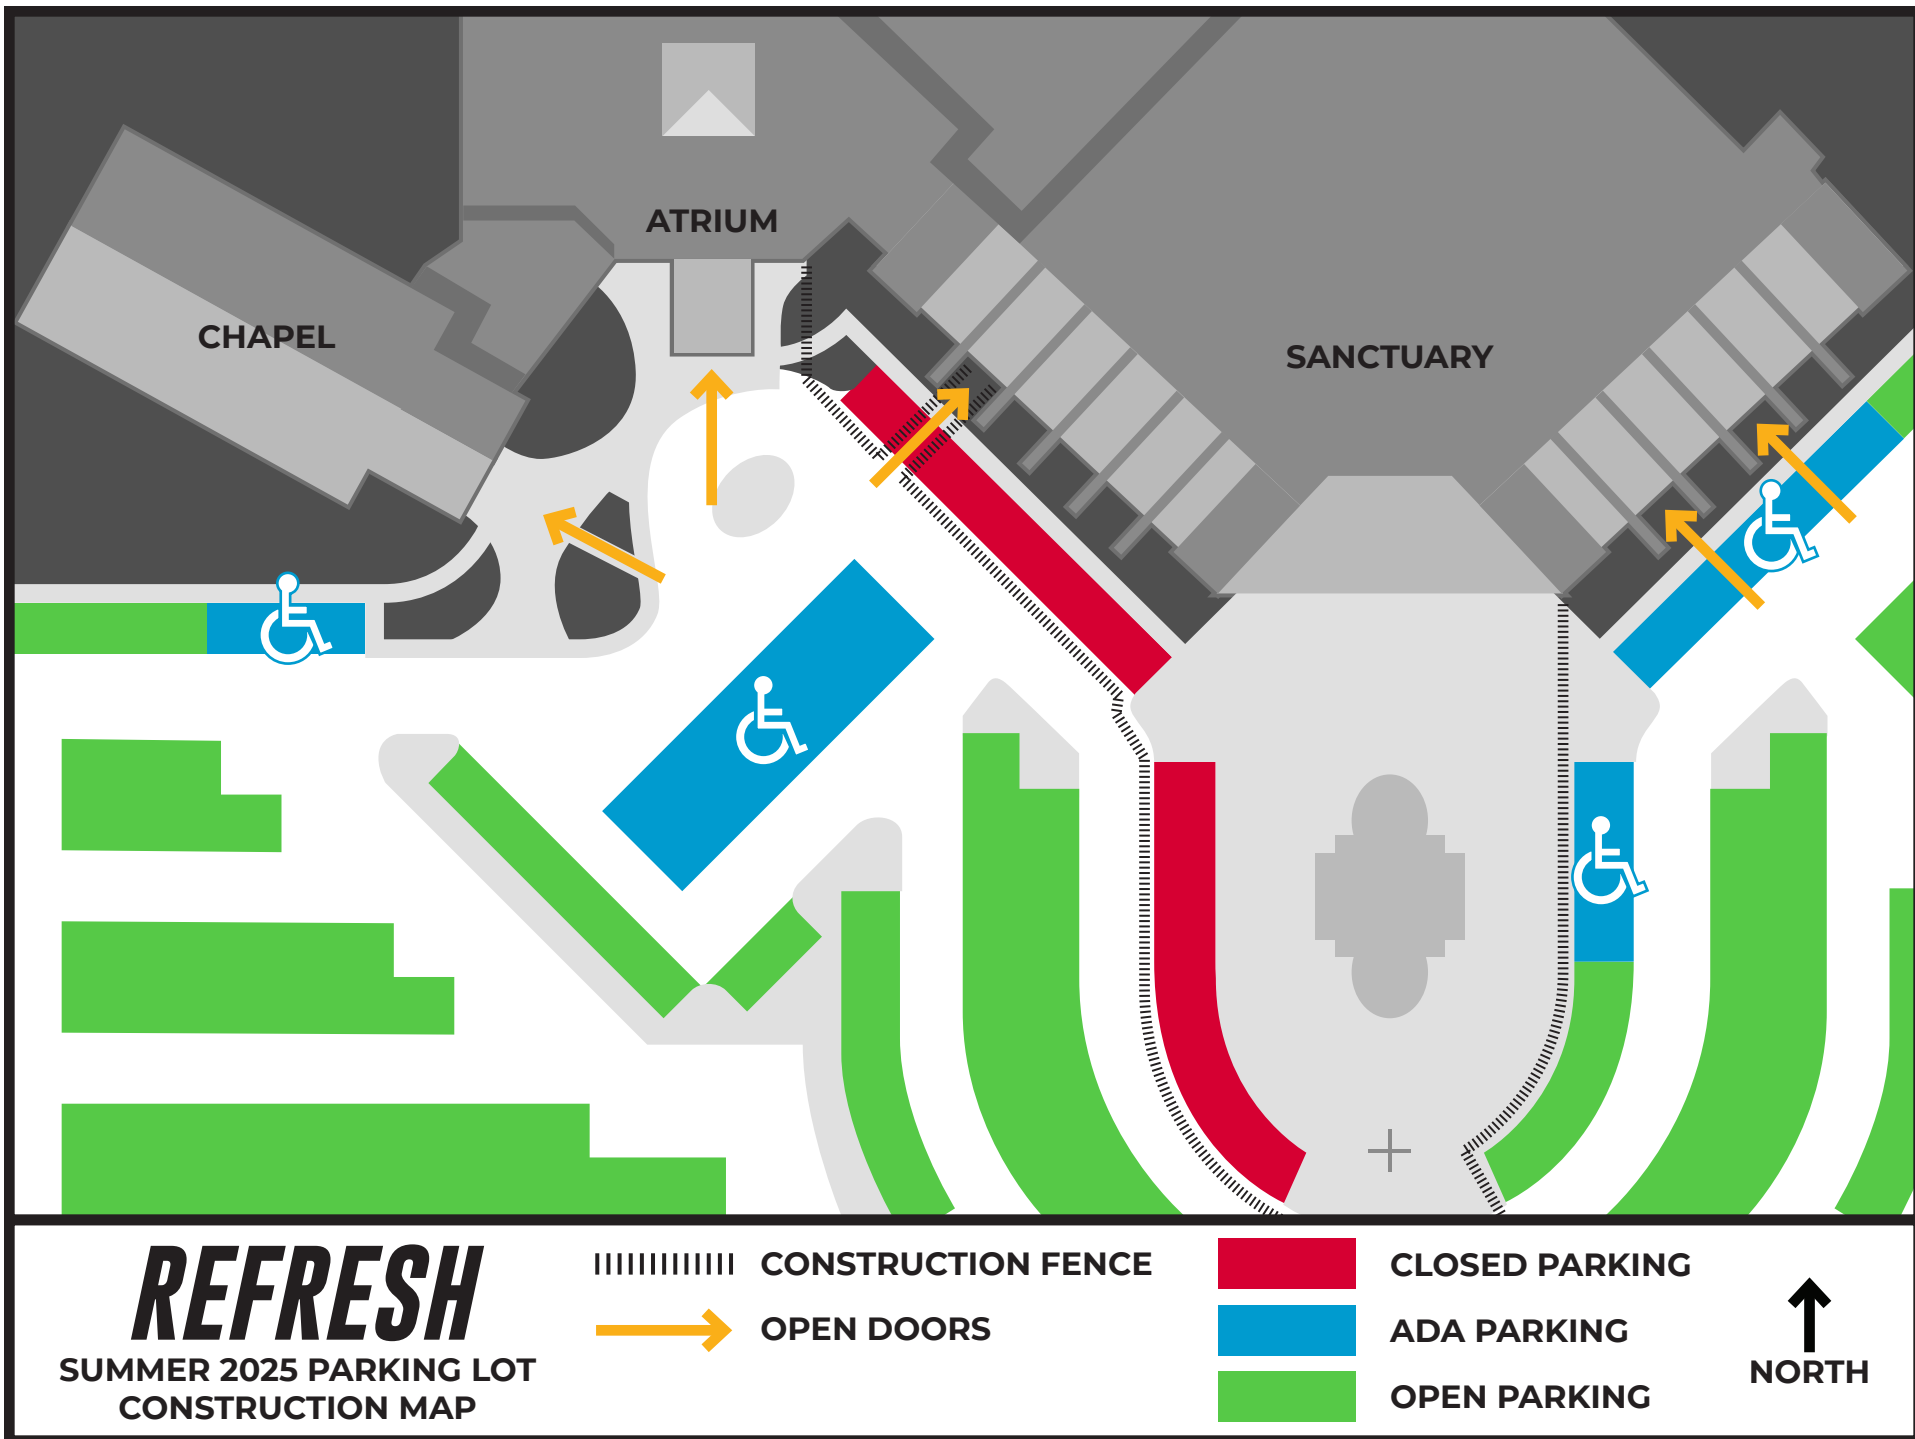 ATRIUM
CHAPEL
SANCTUARY
REFRESH
SUMMER 2025 PARKING LOT
CONSTRUCTION MAP
CONSTRUCTION FENCE
OPEN DOORS
CLOSED PARKING
ADA PARKING
OPEN PARKING
NORTH